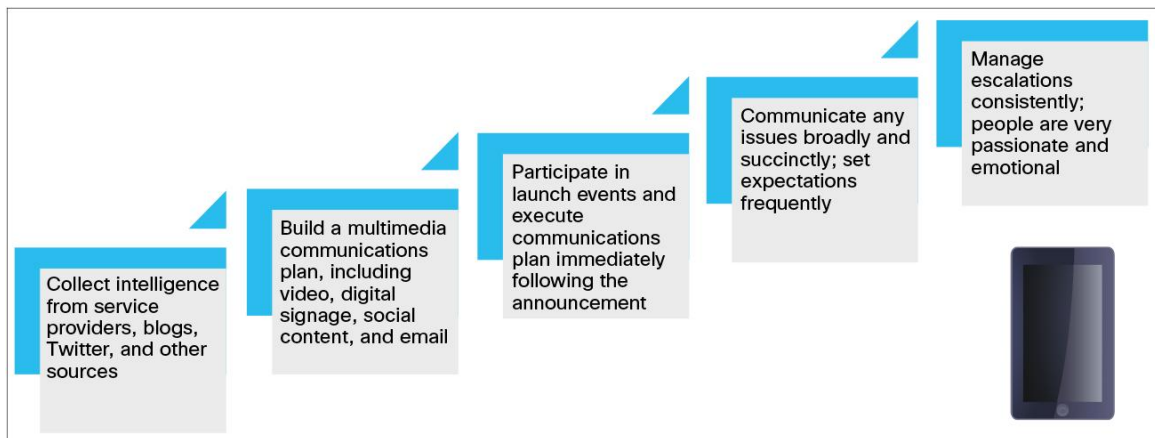 Collect intelligence
from service
providers, blogs,
Twitter, and other
sources
Build a multimedia
communications
plan, including
video, digital
signage, social
content, and email
Participate in
launch events and
execute
communications
plan immediately
following the
announcement
Communicate any
issues broadly and
succinctly; set
expectations
frequently
Manage
escalations
consistently;
people are very
passionate and
emotional